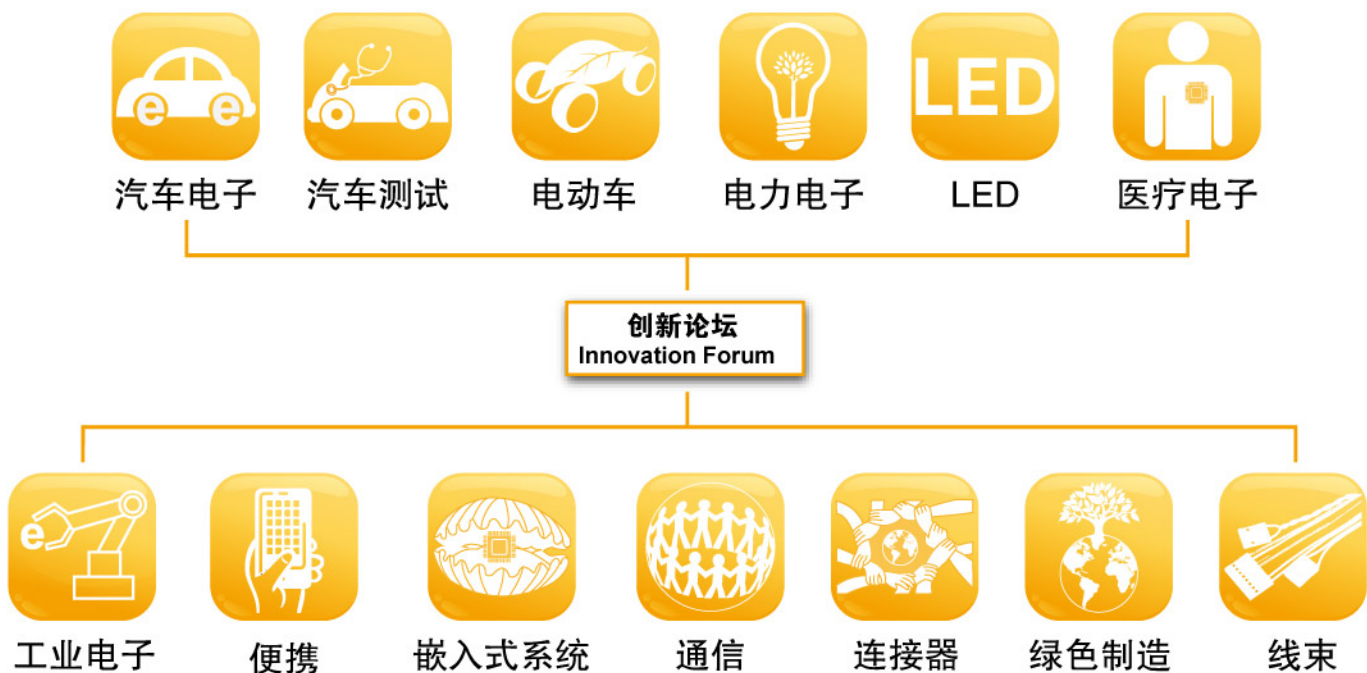 e e
LED
汽车电子
汽车测试
电动车
电力电子
LED
医疗电子
创新论坛
Innovation Forum
e
工业电子
便携
嵌入式系统
通信
连接器
绿色制造
线束